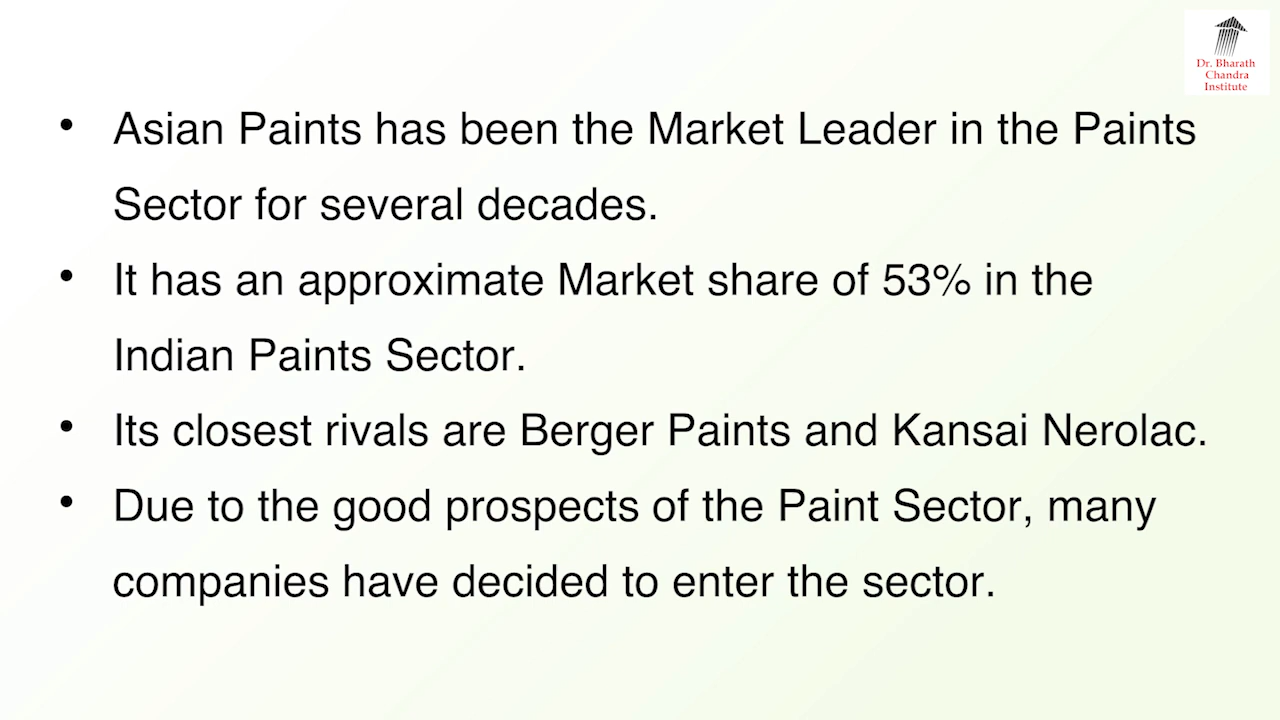 Dr. Bharath
Chandra
Institute
• Asian Paints has been the Market Leader in the Paints
Sector for several decades.
• It has an approximate Market share of 53% in the
Indian Paints Sector.
• Its closest rivals are Berger Paints and Kansai Nerolac.
• Due to the good prospects of the Paint Sector, many
companies have decided to enter the sector.